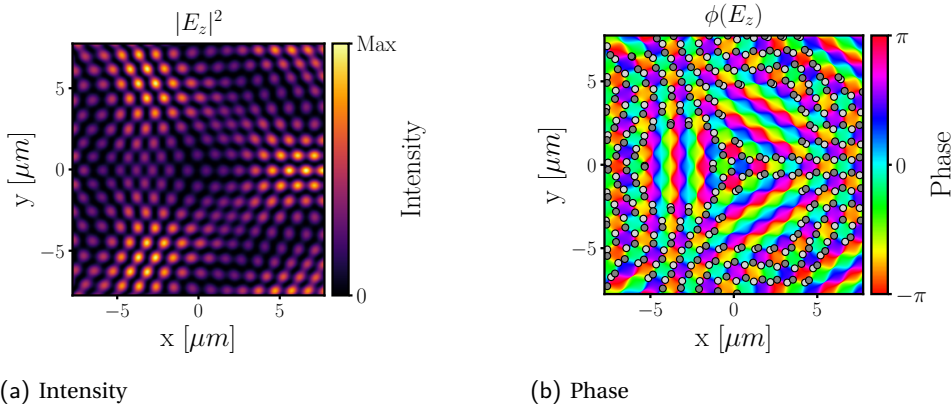 |E_z|^2
Max
5
0
−5
y [μm]
−5
0
5
x [μm]
0
Intensity
(a) Intensity
ϕ(E_z)
π
5
0
−5
y [μm]
−5
0
5
x [μm]
0
−π
Phase
(b) Phase